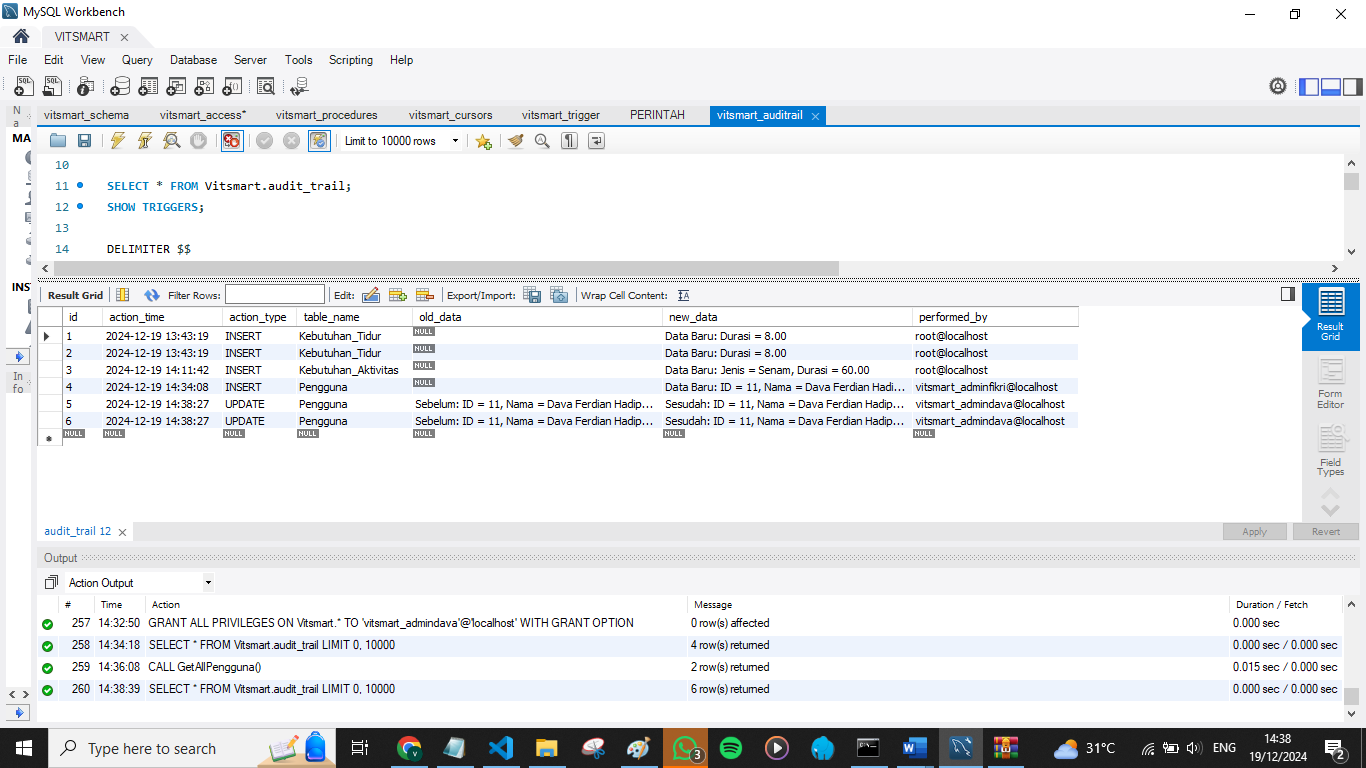 MySQL Workbench
VITSMART
File Edit View Query Database Server Tools Scripting Help
N
a
MA
INS
In
fo
vitsmart_schema vitsmart_access* vitsmart_procedures vitsmart_cursors vitsmart_trigger PERINTAH vitsmart_auditrail
Limit to 10000 rows
10
11 SELECT * FROM Vitsmart.audit_trail;
12 SHOW TRIGGERS;
13
14 DELIMITER $$
Result Grid Filter Rows: Edit: Export/Import: Wrap Cell Content:
id action_time action_type table_name old_data new_data performed_by
1 2024-12-19 13:43:19 INSERT Kebutuhan_Tidur NULL Data Baru: Durasi = 8.00 root@localhost
2 2024-12-19 13:43:19 INSERT Kebutuhan_Tidur NULL Data Baru: Durasi = 8.00 root@localhost
3 2024-12-19 14:11:42 INSERT Kebutuhan_Aktivitas NULL Data Baru: Jenis = Senam, Durasi = 60.00 root@localhost
4 2024-12-19 14:34:08 INSERT Pengguna NULL Data Baru: ID = 11, Nama = Dava Ferdian Hadi... vitsmart_adminfikri@localhost
5 2024-12-19 14:38:27 UPDATE Pengguna Sebelum: ID = 11, Nama = Dava Ferdian Hadip... Sesudah: ID = 11, Nama = Dava Ferdian Hadip... vitsmart_admindava@localhost
6 2024-12-19 14:38:27 UPDATE Pengguna Sebelum: ID = 11, Nama = Dava Ferdian Hadip... Sesudah: ID = 11, Nama = Dava Ferdian Hadip... vitsmart_admindava@localhost
NULL NULL NULL NULL NULL NULL NULL
Result
Grid
Form
Editor
Field
Types
audit_trail 12
Apply Revert
Output
Action Output
# Time Action Message Duration / Fetch
257 14:32:50 GRANT ALL PRIVILEGES ON Vitsmart.* TO 'vitsmart_admindava'@'localhost' WITH GRANT OPTION 0 row(s) affected 0.000 sec
258 14:34:18 SELECT * FROM Vitsmart.audit_trail LIMIT 0, 10000 4 row(s) returned 0.000 sec / 0.000 sec
259 14:36:08 CALL GetAllPengguna() 2 row(s) returned 0.015 sec / 0.000 sec
260 14:38:39 SELECT * FROM Vitsmart.audit_trail LIMIT 0, 10000 6 row(s) returned 0.000 sec / 0.000 sec
Type here to search
3
31°C
ENG
14:38
19/12/2024
2